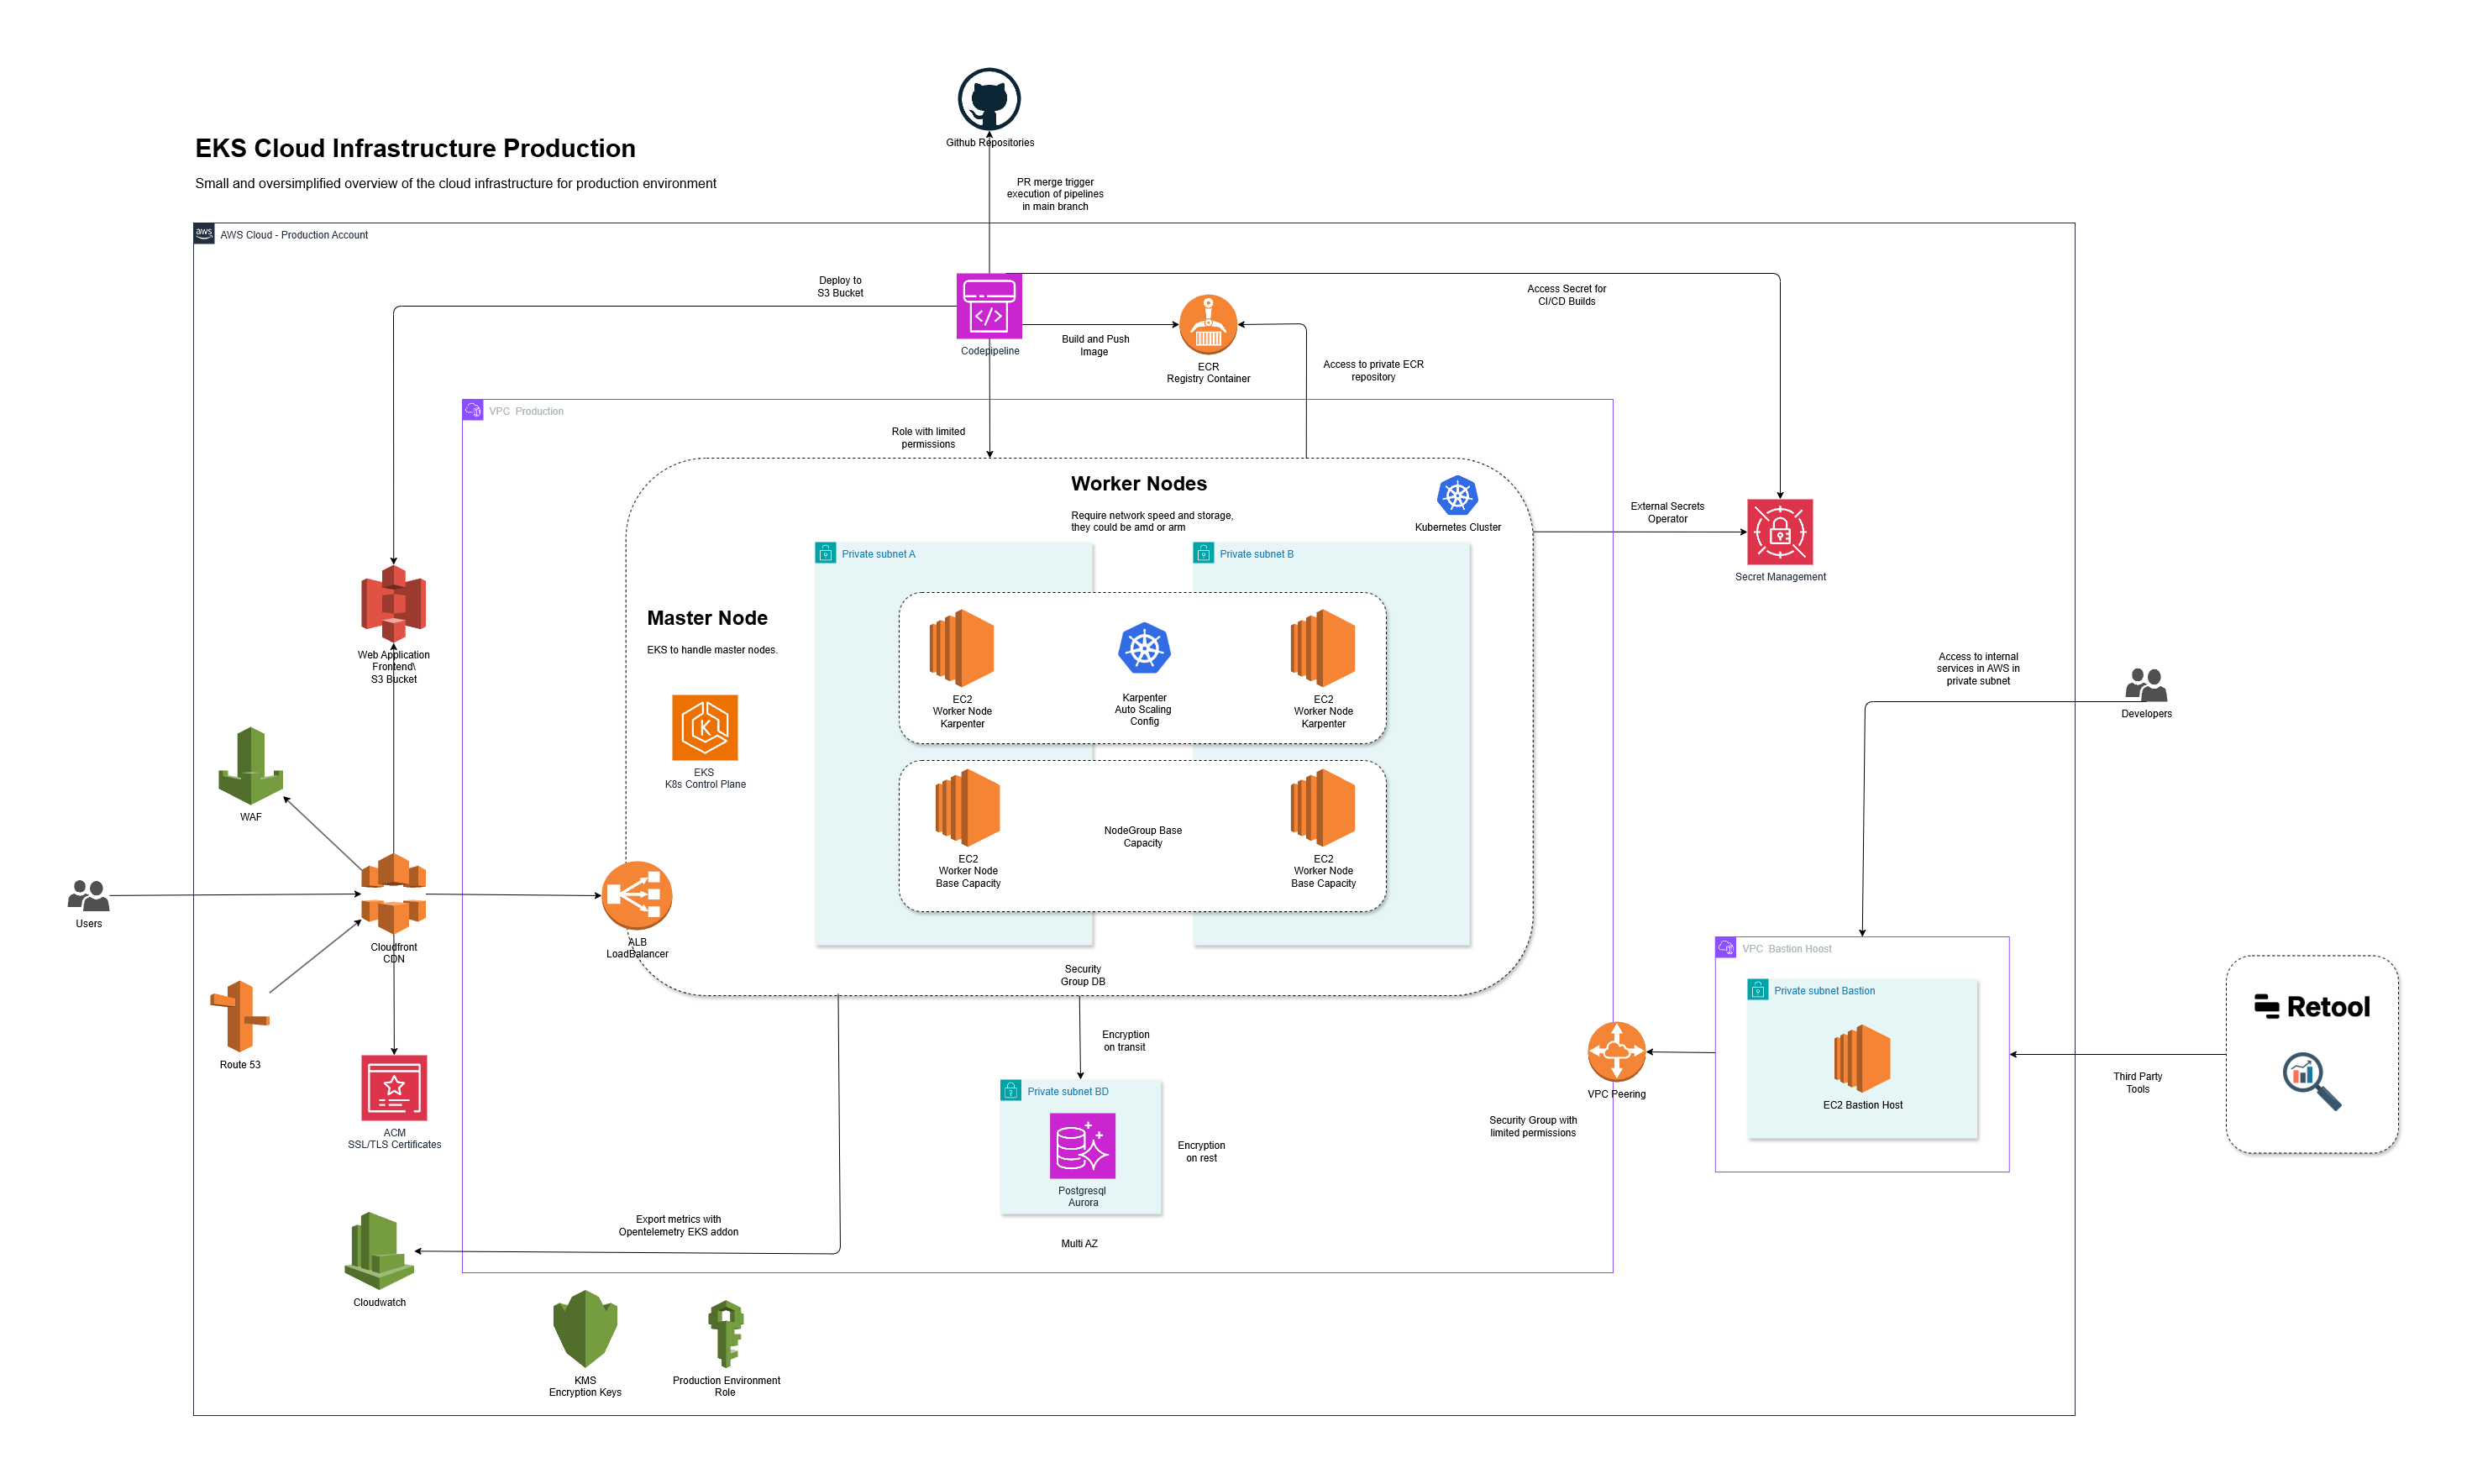 Github Repositories
EKS Cloud Infrastructure Production
Small and oversimplified overview of the cloud infrastructure for production environment
PR merge trigger
execution of pipelines
in main branch
aws
AWS Cloud - Production Account
Deploy to
S3 Bucket
Codepipeline
Build and Push
Image
ECR
Registry Container
Access Secret for
CI/CD Builds
Access to private ECR
repository
VPC Production
Role with limited
permissions
Worker Nodes
Require network speed and storage,
they could be amd or arm
Kubernetes Cluster
External Secrets
Operator
Secret Management
Private subnet A
Private subnet B
Master Node
EKS to handle master nodes.
EKS
K8s Control Plane
EC2
Worker Node
Karpenter
Karpenter
Auto Scaling
Config
EC2
Worker Node
Karpenter
EC2
Worker Node
Base Capacity
NodeGroup Base
Capacity
EC2
Worker Node
Base Capacity
Web Application
Frontend\
S3 Bucket
WAF
Users
Cloudfront
CDN
Route 53
ACM
SSL/TLS Certificates
ALB
LoadBalancer
Security
Group DB
Encryption
on transit
Private subnet BD
Postgresql
Aurora
Encryption
on rest
Multi AZ
Export metrics with
Opentelemetry EKS addon
Cloudwatch
KMS
Encryption Keys
Production Environment
Role
Access to internal
services in AWS in
private subnet
Developers
VPC Bastion Hoost
Private subnet Bastion
EC2 Bastion Host
VPC Peering
Security Group with
limited permissions
Third Party
Tools
Retool